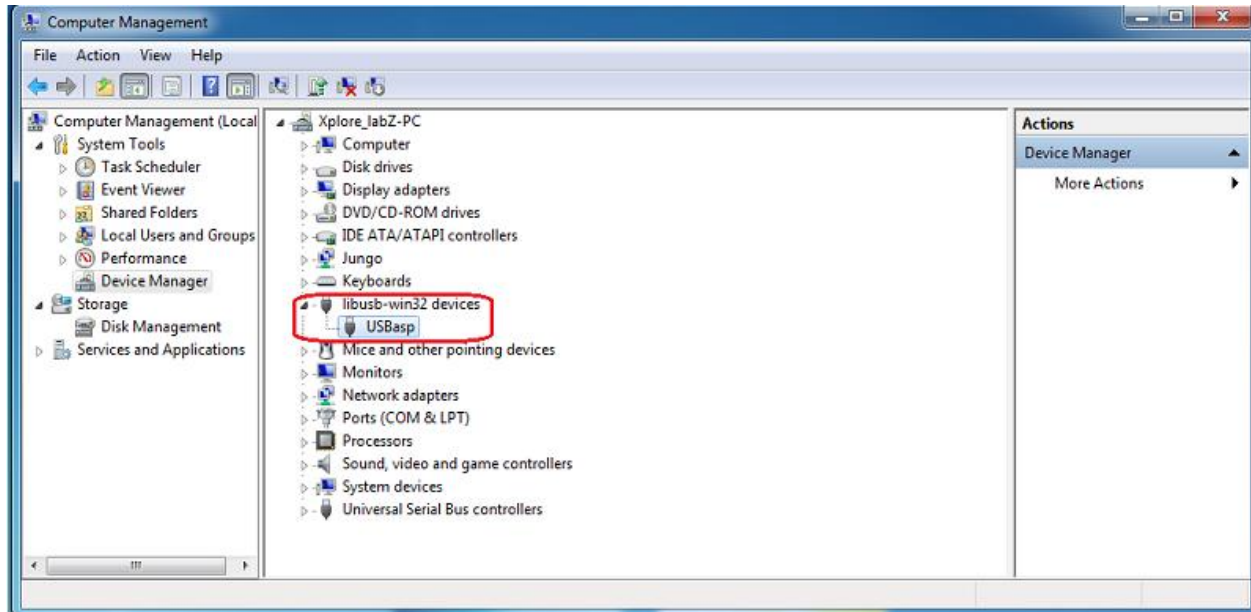 Computer Management
File Action View Help
Computer Management (Local
System Tools
Task Scheduler
Event Viewer
Shared Folders
Local Users and Groups
Performance
Device Manager
Storage
Disk Management
Services and Applications
Xplore_labZ-PC
Computer
Disk drives
Display adapters
DVD/CD-ROM drives
IDE ATA/ATAPI controllers
Jungo
Keyboards
libusb-win32 devices
USBasp
Mice and other pointing devices
Monitors
Network adapters
Ports (COM & LPT)
Processors
Sound, video and game controllers
System devices
Universal Serial Bus controllers
Actions
Device Manager
More Actions